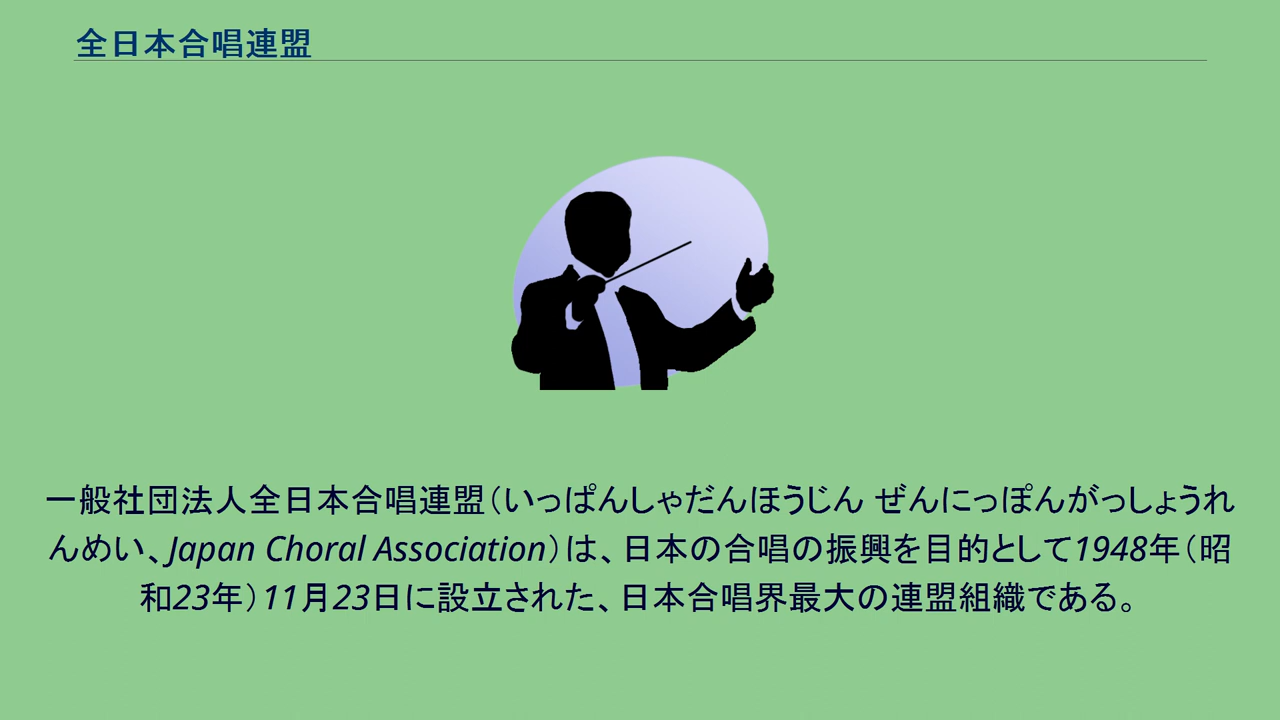 全日本合唱連盟
一般社団法人全日本合唱連盟（いっぱんしゃだんほうじん ぜんにっぽんがっしょうれ
んめい、Japan Choral Association）は、日本の合唱の振興を目的として1948年（昭
和23年）11月23日に設立された、日本合唱界最大の連盟組織である。